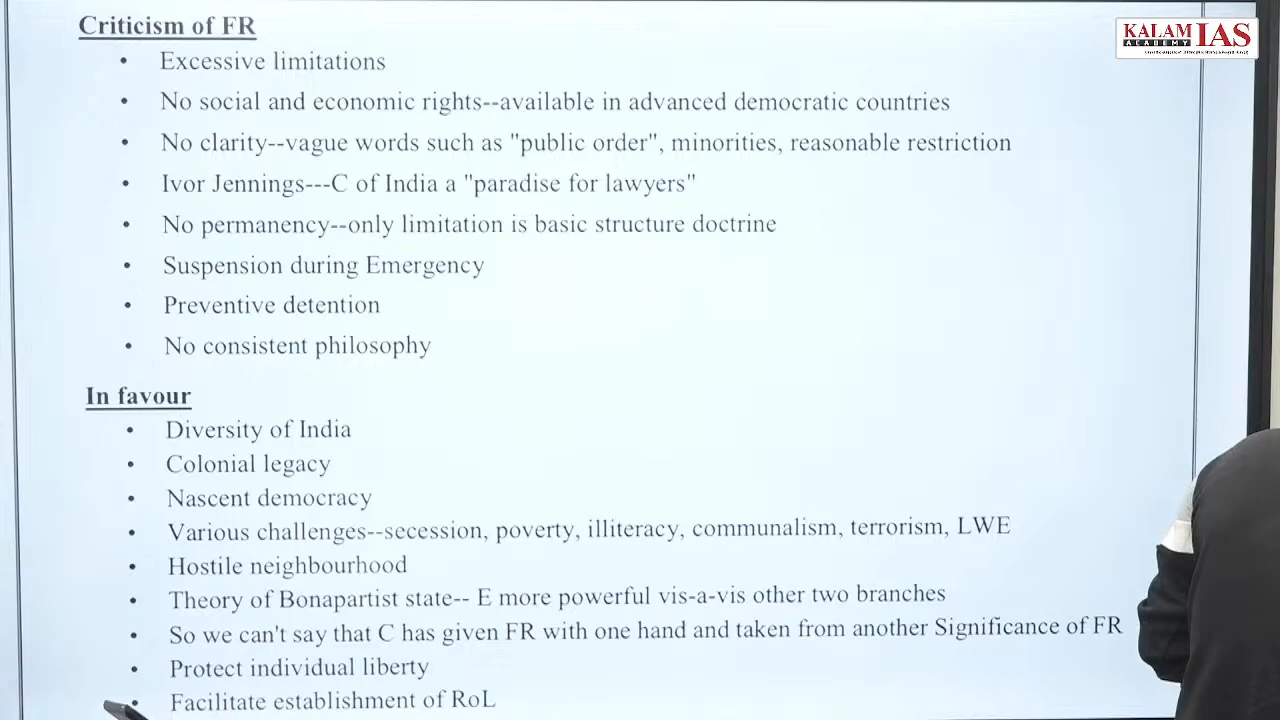 KALAM IAS
ACADEMY
Criticism of FR
• Excessive limitations
• No social and economic rights--available in advanced democratic countries
• No clarity--vague words such as "public order", minorities, reasonable restriction
• Ivor Jennings---C of India a "paradise for lawyers"
• No permanency--only limitation is basic structure doctrine
• Suspension during Emergency
• Preventive detention
• No consistent philosophy
In favour
• Diversity of India
• Colonial legacy
• Nascent democracy
• Various challenges--secession, poverty, illiteracy, communalism, terrorism, LWE
• Hostile neighbourhood
• Theory of Bonapartist state-- E more powerful vis-a-vis other two branches
• So we can't say that C has given FR with one hand and taken from another Significance of FR
• Protect individual liberty
• Facilitate establishment of RoL